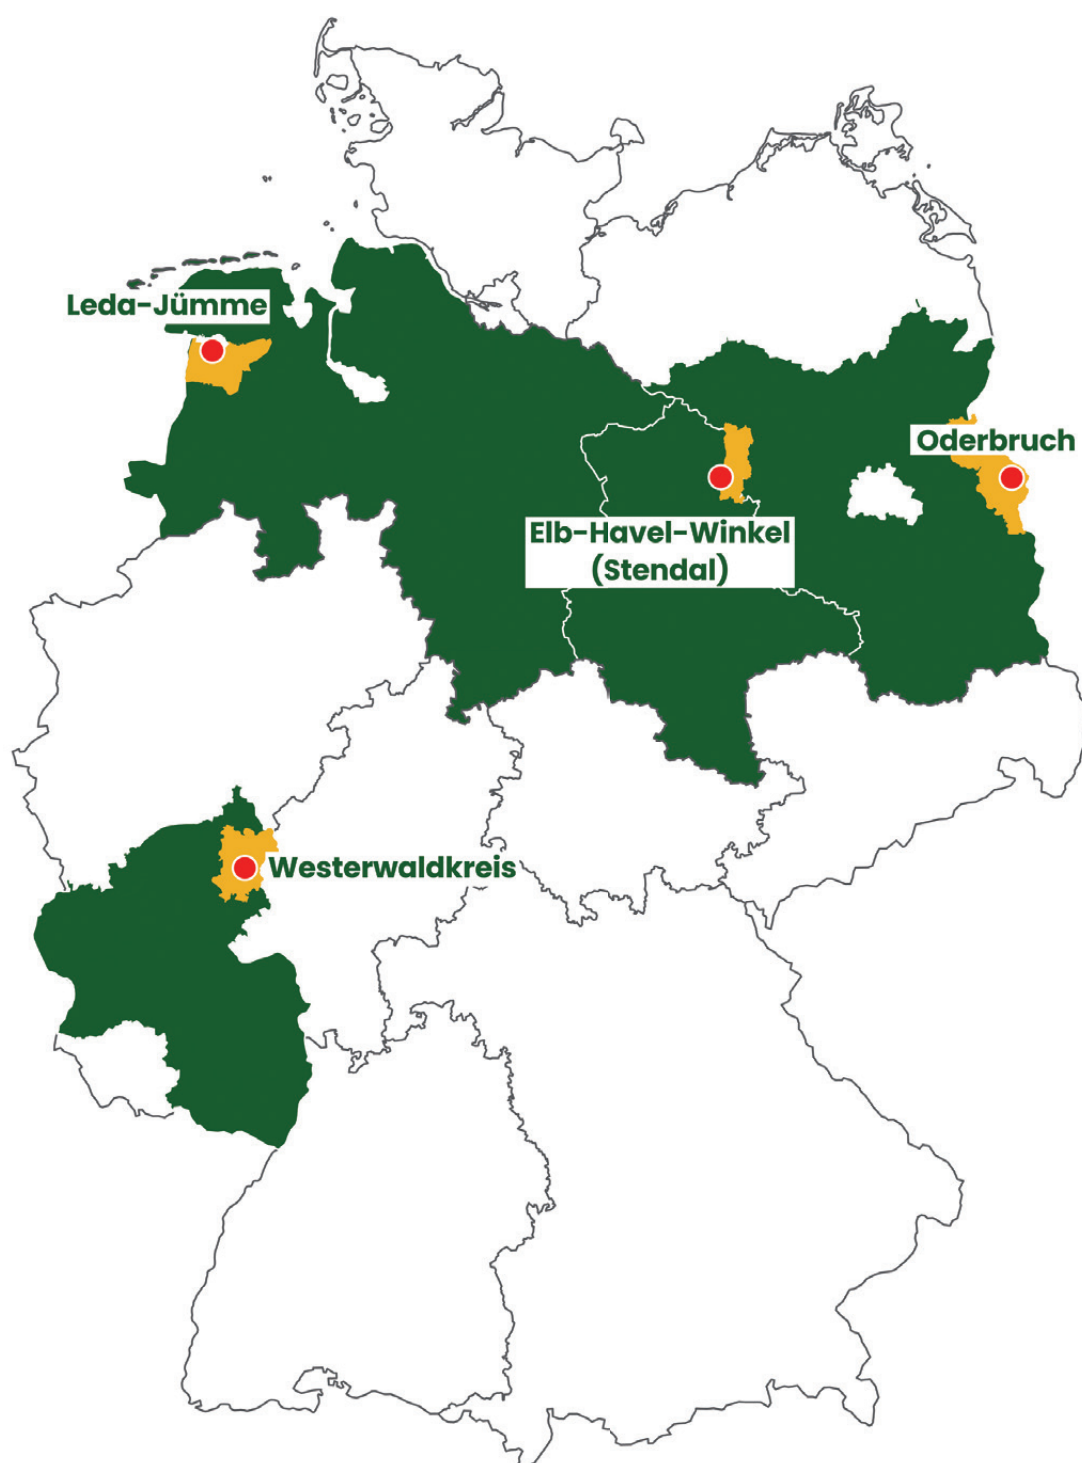 Leda-Jümme
Oderbruch
Elb-Havel-Winkel
(Stendal)
Westerwaldkreis